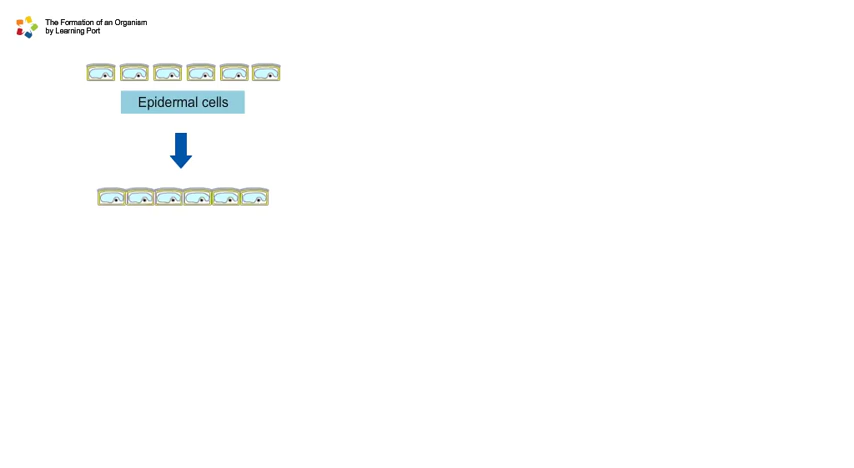 The Formation of an Organism
by Learning Port
Epidermal cells